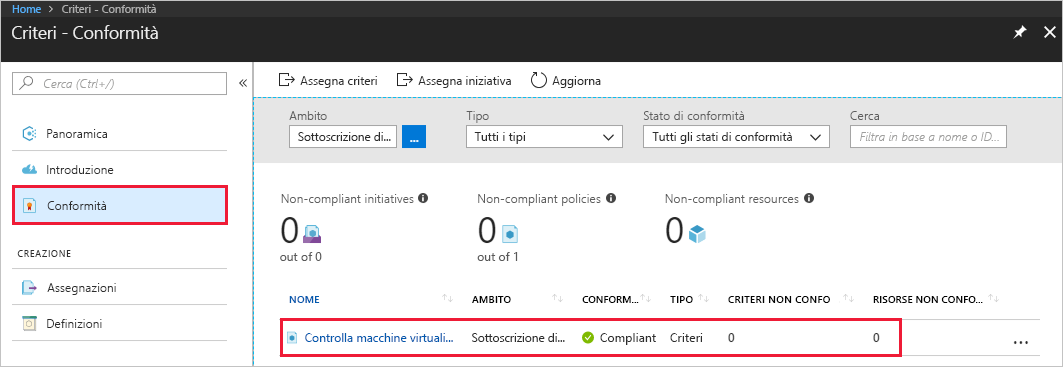 Home > Criteri - Conformità
Criteri - Conformità
Cerca (Ctrl+/)
Panoramica
Introduzione
Conformità
CREAZIONE
Assegnazioni
Definizioni
Assegna criteri Assegna iniziativa Aggiorna
Ambito Tipo Stato di conformità Cerca
Sottoscrizione di... ... Tutti i tipi Tutti gli stati di conformità Filtra in base a nome o ID...
Non-compliant initiatives Non-compliant policies Non-compliant resources
0 0 0
out of 0 out of 1
NOME AMBITO CONFORM... TIPO CRITERI NON CONFO RISORSE NON CONFO...
Controlla macchine virtuali... Sottoscrizione di... Compliant Criteri 0 0 ...